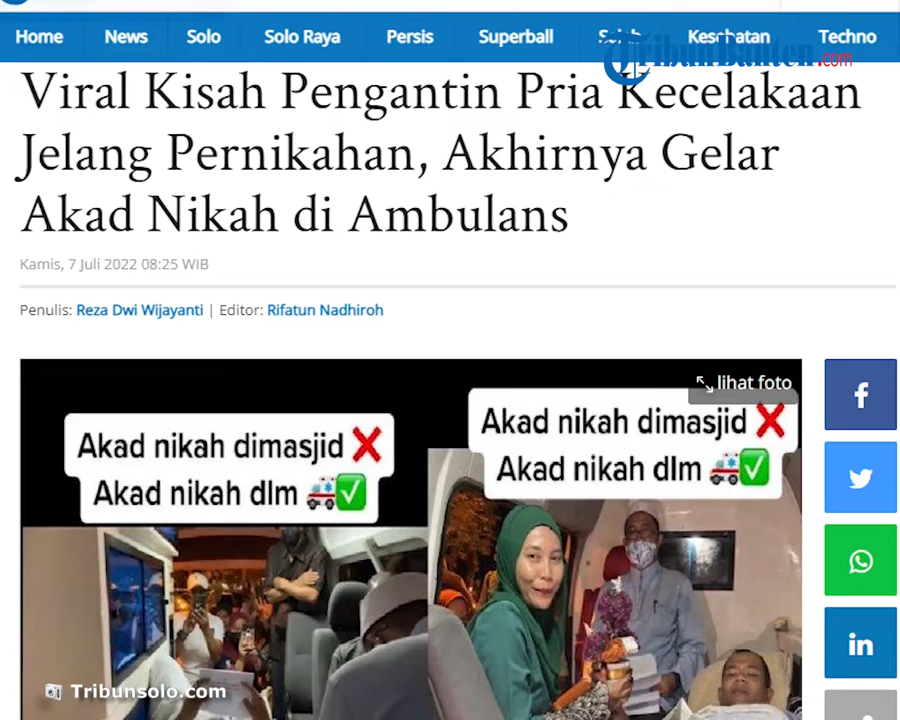 Home News Solo Solo Raya Persis Superball Seleb Kesehatan Techno
TribunBanten.com
Viral Kisah Pengantin Pria Kecelakaan
Jelang Pernikahan, Akhirnya Gelar
Akad Nikah di Ambulans
Kamis, 7 Juli 2022 08:25 WIB
Penulis: Reza Dwi Wijayanti | Editor: Rifatun Nadhiroh
lihat foto
Akad nikah dimasjid ❌
Akad nikah dlm 🚑✅
Akad nikah dimasjid ❌
Akad nikah dlm 🚑✅
Tribunsolo.com